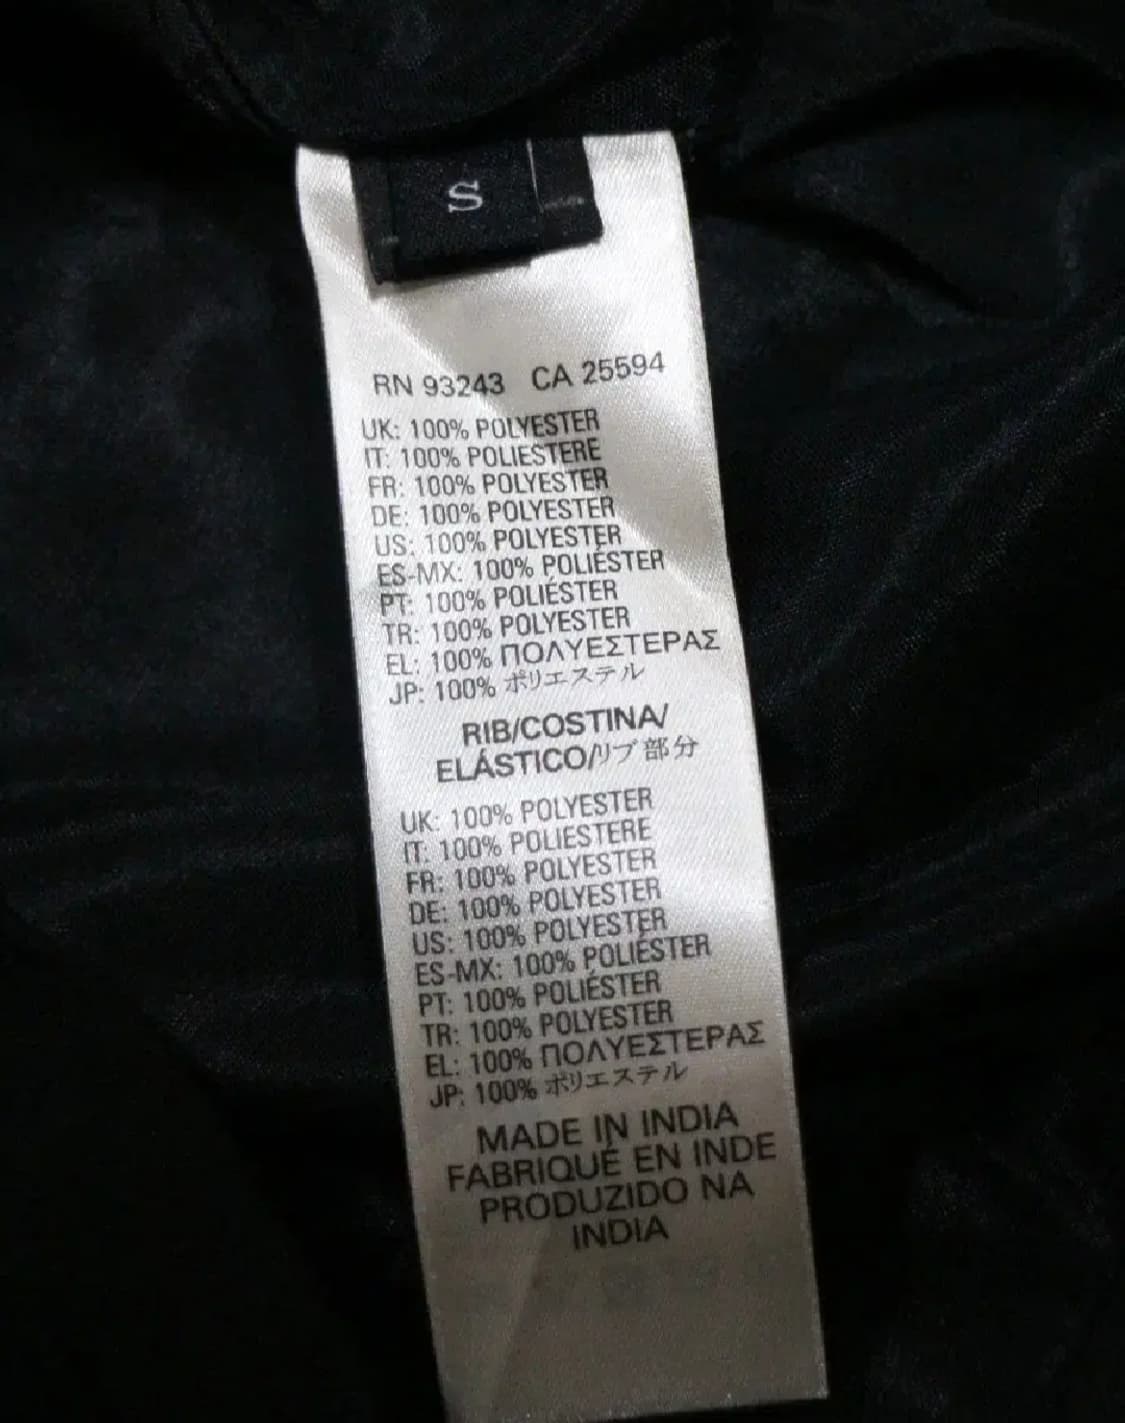 S
RN 93243 CA 25594
UK: 100% POLYESTER
IT: 100% POLIESTERE
FR: 100% POLYESTER
DE: 100% POLYESTER
US: 100% POLYESTER
ES-MX: 100% POLIÉSTER
PT: 100% POLIÉSTER
TR: 100% POLYESTER
EL: 100% ΠΟΛΥΕΣΤΕΡΑΣ
JP: 100% ポリエステル
RIB/COSTINA/
ELÁSTICO/リブ部分
UK: 100% POLYESTER
IT: 100% POLIESTERE
FR: 100% POLYESTER
DE: 100% POLYESTER
US: 100% POLYESTER
ES-MX: 100% POLIÉSTER
PT: 100% POLIÉSTER
TR: 100% POLYESTER
EL: 100% ΠΟΛΥΕΣΤΕΡΑΣ
JP: 100% ポリエステル
MADE IN INDIA
FABRIQUÉ EN INDE
PRODUZIDO NA
INDIA